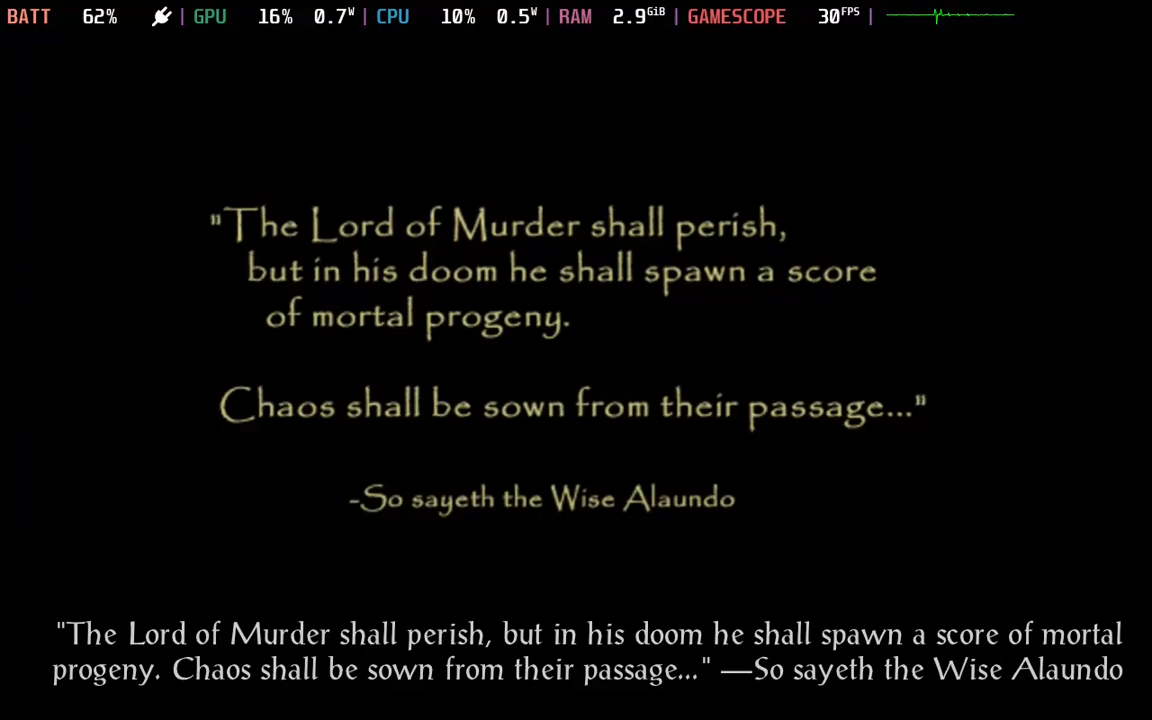 BATT 62% | GPU 16% 0.7W | CPU 10% 0.5W | RAM 2.9GiB | GAMESCOPE 30FPS |
"The Lord of Murder shall perish,
but in his doom he shall spawn a score
of mortal progeny.
Chaos shall be sown from their passage..."
-So sayeth the Wise Alaundo
"The Lord of Murder shall perish, but in his doom he shall spawn a score of mortal
progeny. Chaos shall be sown from their passage..." —So sayeth the Wise Alaundo